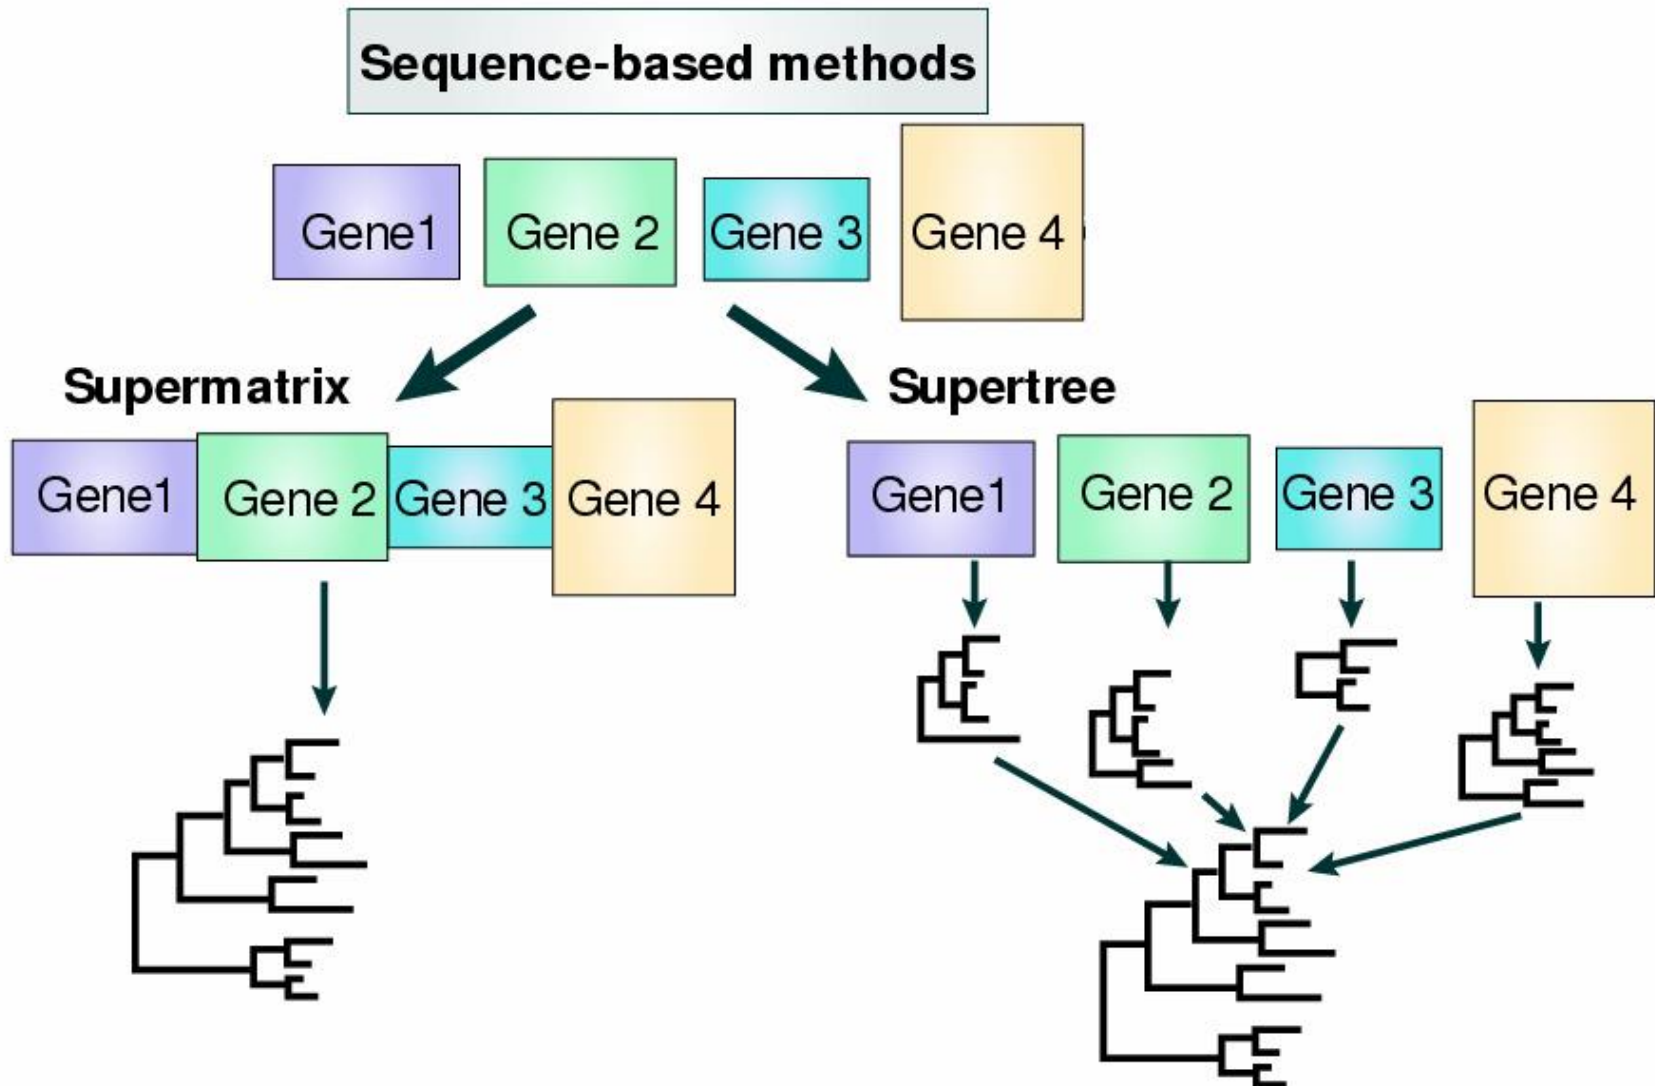 Sequence-based methods
Gene1 Gene 2 Gene 3 Gene 4
Supermatrix Supertree
Gene1 Gene 2 Gene 3 Gene 4 Gene1 Gene 2 Gene 3 Gene 4